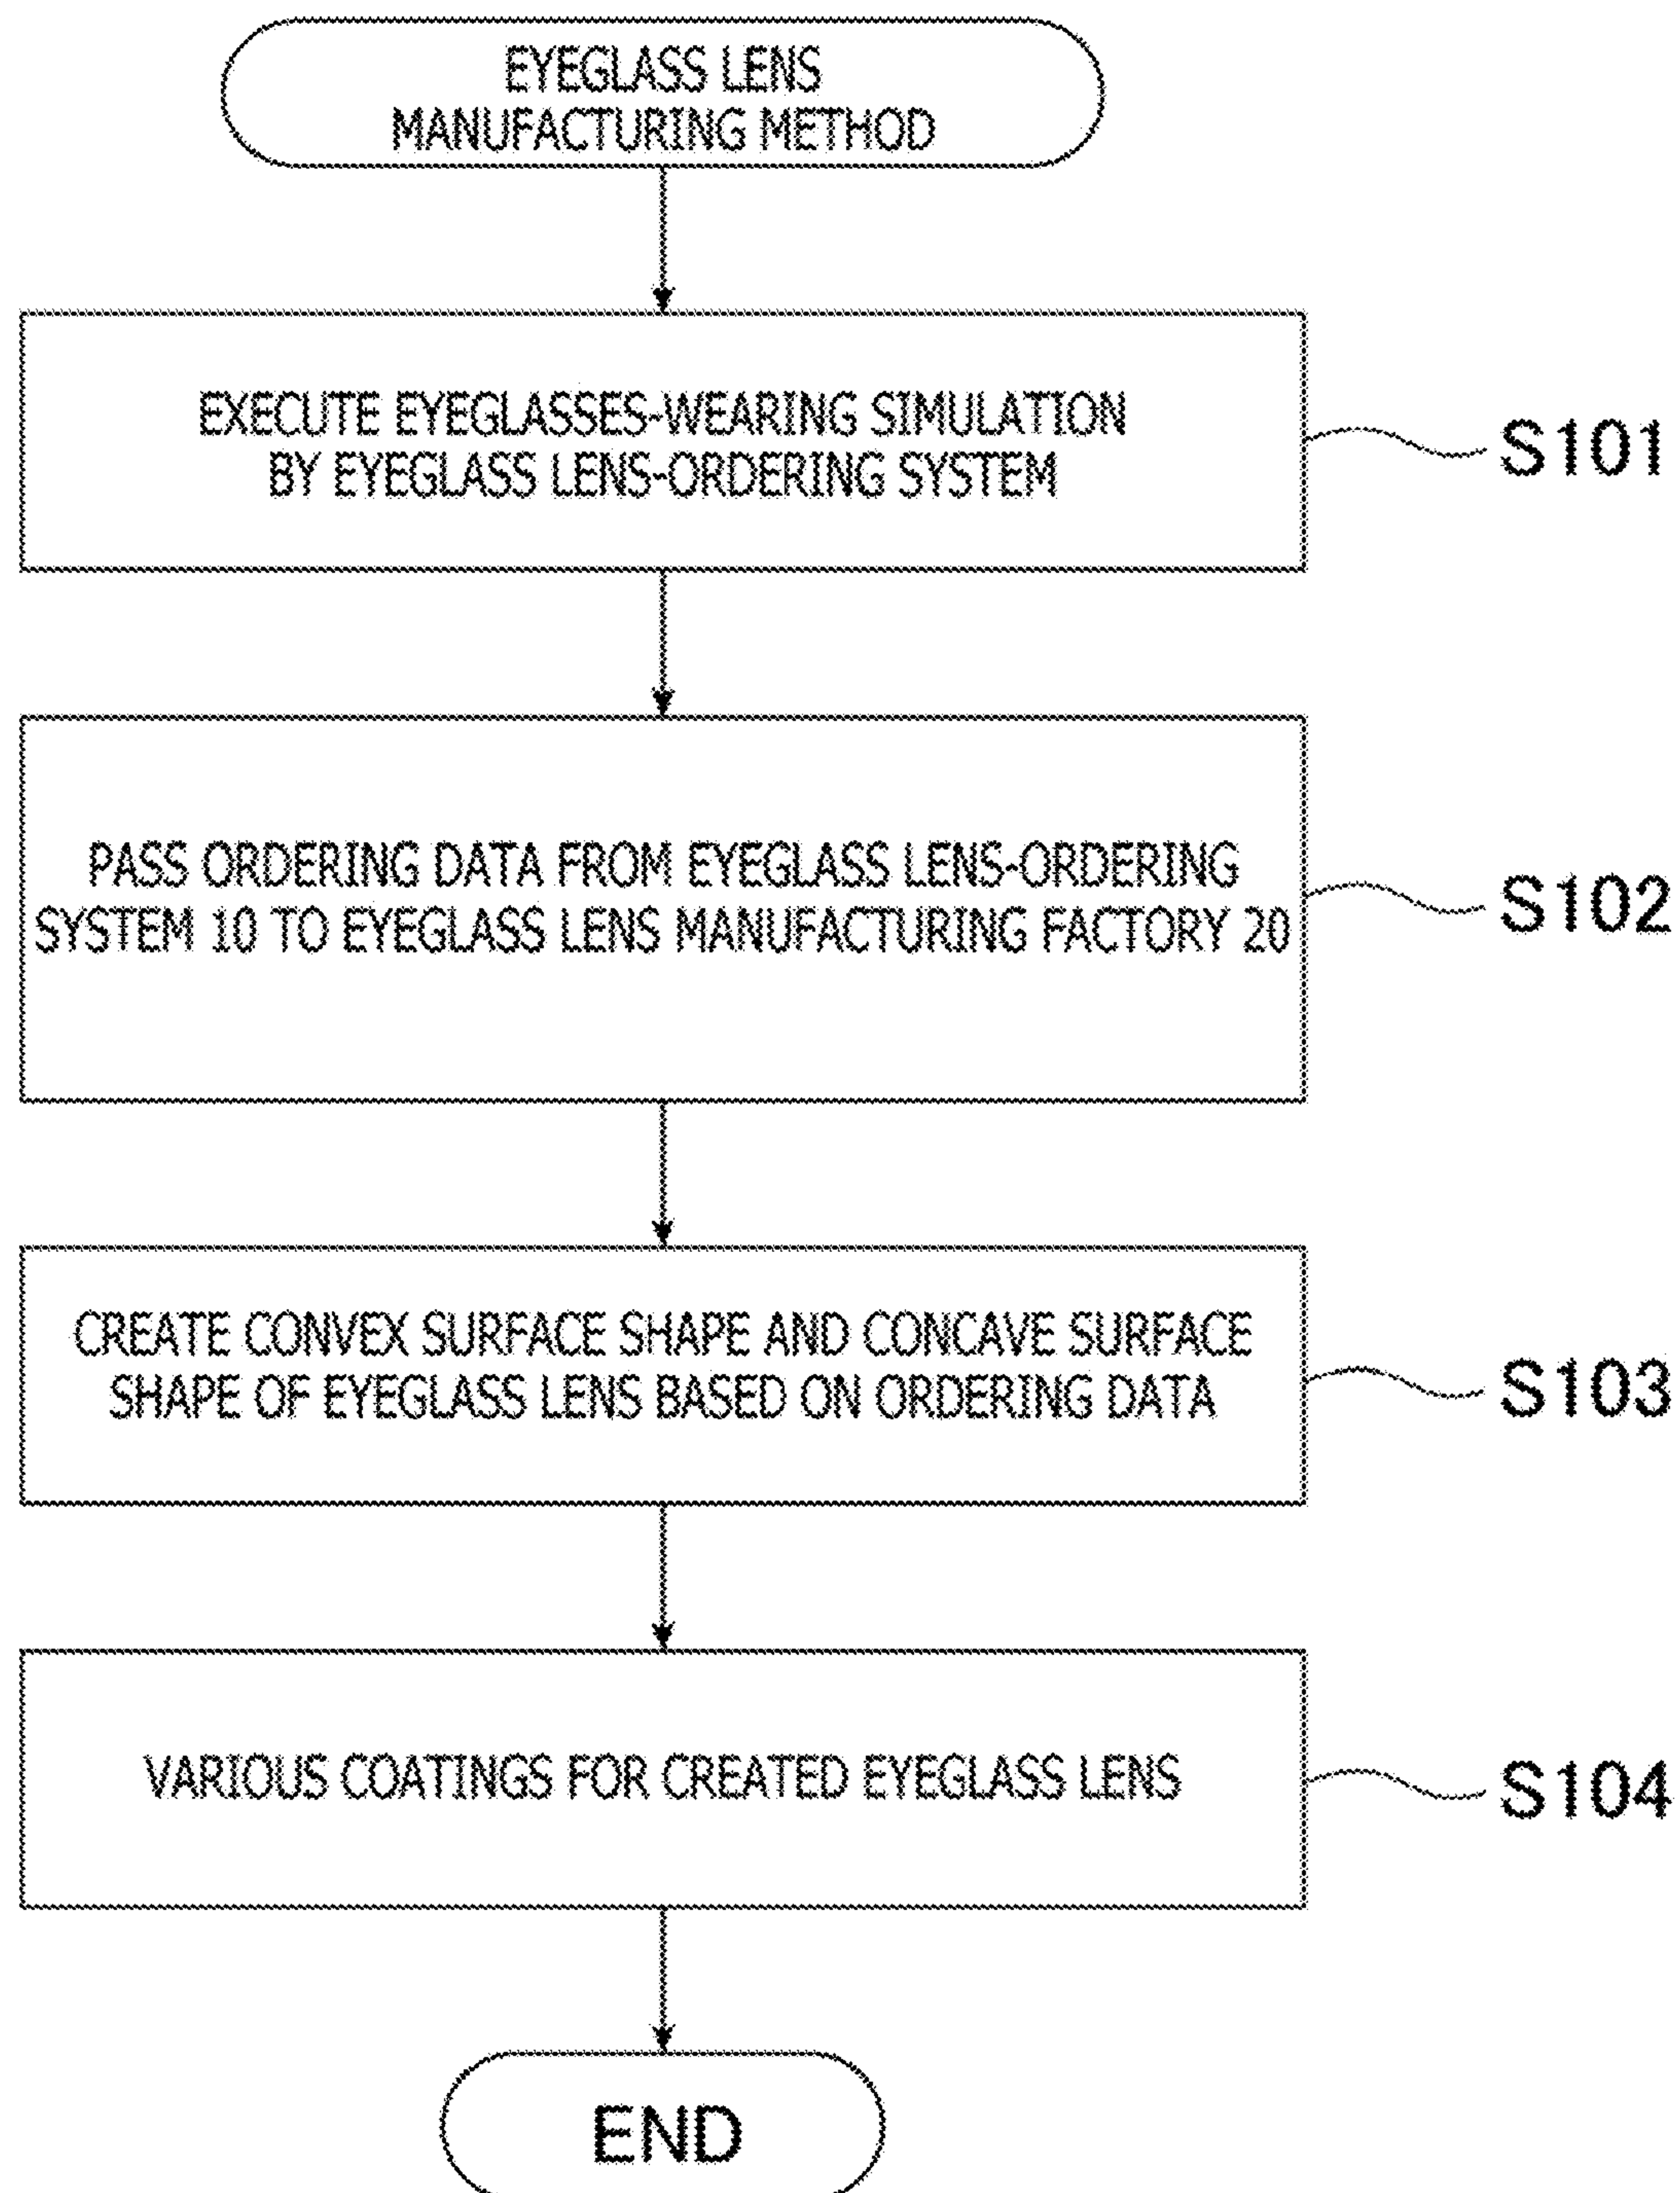 EYEGLASS LENS
MANUFACTURING METHOD
EXECUTE EYEGLASSES-WEARING SIMULATION
BY EYEGLASS LENS-ORDERING SYSTEM
S101
PASS ORDERING DATA FROM EYEGLASS LENS-ORDERING
SYSTEM 10 TO EYEGLASS LENS MANUFACTURING FACTORY 20
S102
CREATE CONVEX SURFACE SHAPE AND CONCAVE SURFACE
SHAPE OF EYEGLASS LENS BASED ON ORDERING DATA
S103
VARIOUS COATINGS FOR CREATED EYEGLASS LENS
S104
END